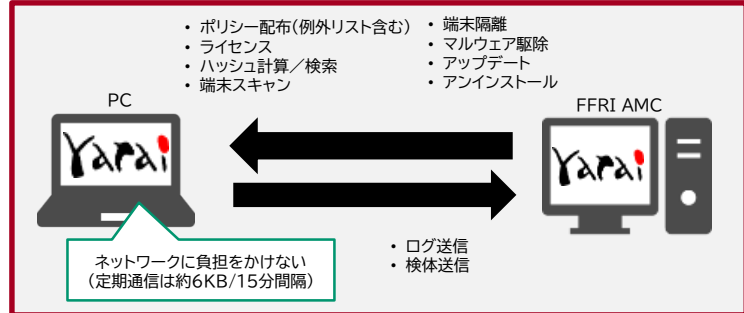 ・ポリシー配布(例外リスト含む)
・ライセンス
・ハッシュ計算／検索
・端末スキャン
・端末隔離
・マルウェア駆除
・アップデート
・アンインストール
PC
FFRI AMC
Yarai
Yarai
ネットワークに負担をかけない
(定期通信は約6KB/15分間隔)
・ログ送信
・検体送信